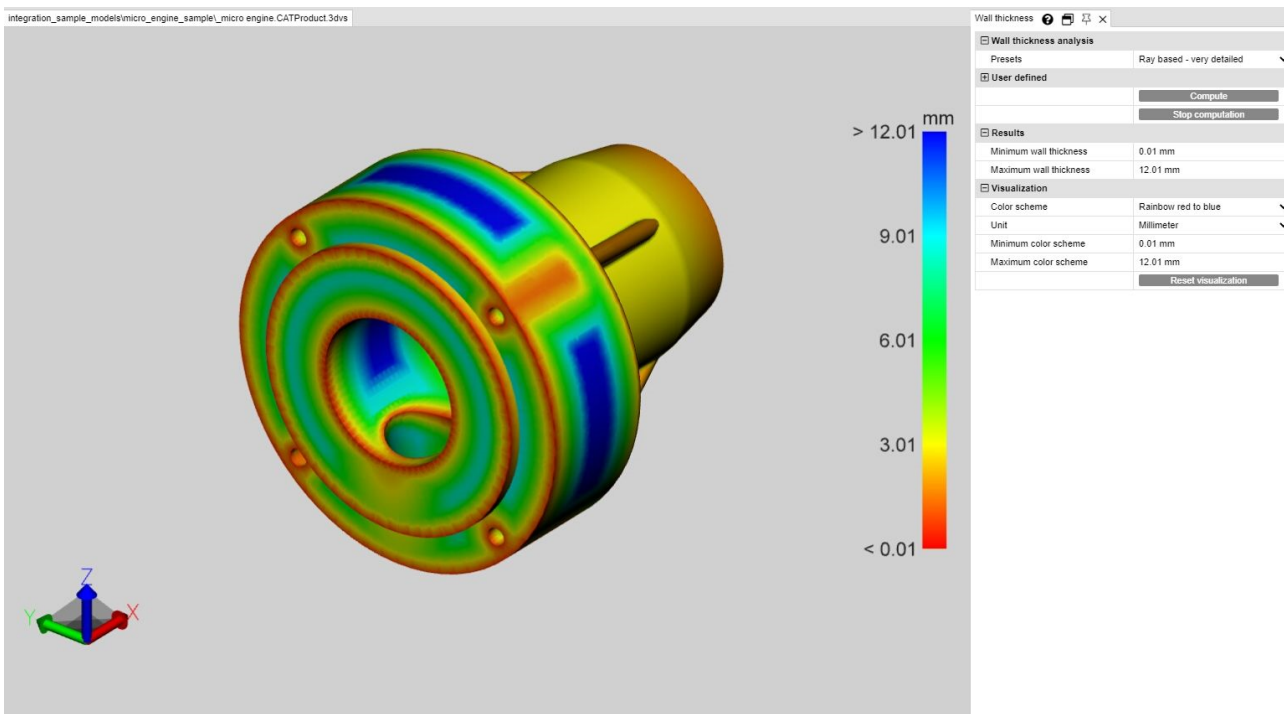 integration_sample_models\micro_engine_sample\_micro engine.CATProduct.3dvs
mm
> 12.01
9.01
6.01
3.01
< 0.01
Z
Y
X
Wall thickness
Wall thickness analysis
Presets Ray based - very detailed
User defined
Compute
Stop computation
Results
Minimum wall thickness 0.01 mm
Maximum wall thickness 12.01 mm
Visualization
Color scheme Rainbow red to blue
Unit Millimeter
Minimum color scheme 0.01 mm
Maximum color scheme 12.01 mm
Reset visualization